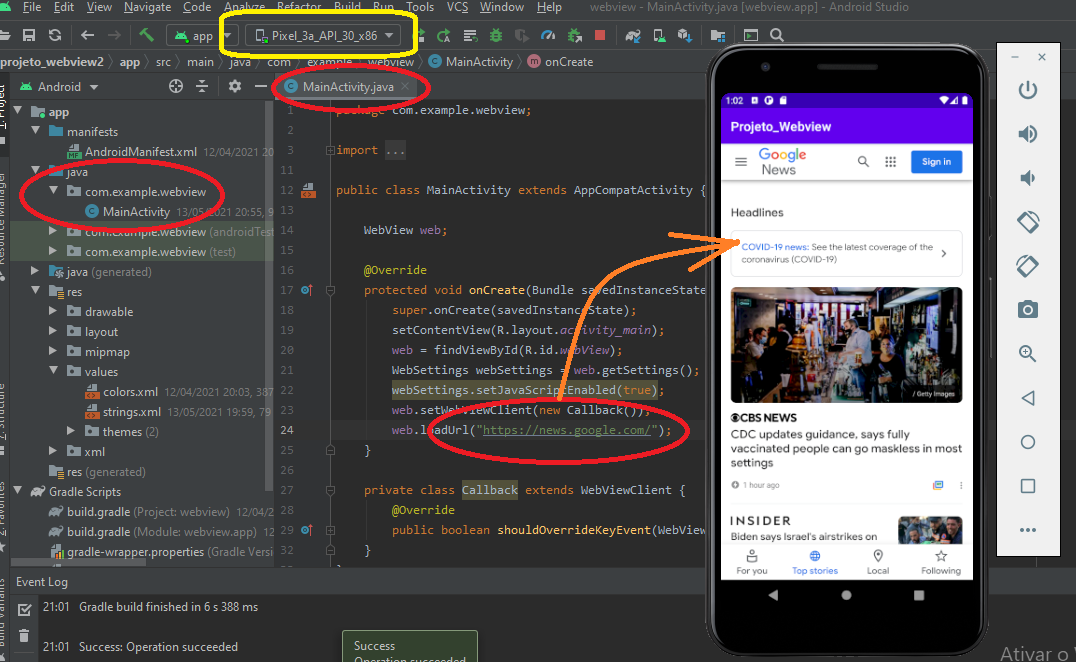 File Edit View Navigate Code Analyze Refactor Build Run Tools VCS Window Help webview - MainActivity.java [webview.app] - Android Studio
app Pixel_3a_API_30_x86
projeto_webview2 app src main java com example webview MainActivity onCreate
Android
MainActivity.java
1: Project
Resource Manager
Z: Structure
2: Favorites
Build Variants
app
manifests
AndroidManifest.xml 12/04/2021 20
java
com.example.webview
MainActivity 13/05/2021 20:55, 9
com.example.webview (androidTest
com.example.webview (test)
java (generated)
res
drawable
layout
mipmap
values
colors.xml 12/04/2021 20:03, 387
strings.xml 13/05/2021 19:59, 79
themes (2)
xml
res (generated)
Gradle Scripts
build.gradle (Project: webview) 12/04/2
build.gradle (Module: webview.app) 12
gradle-wrapper.properties (Gradle Versi
1 package com.example.webview;
2
3 import ...
11
12 public class MainActivity extends AppCompatActivity {
13
14 WebView web;
15
16 @Override
17 protected void onCreate(Bundle savedInstanceState
18 super.onCreate(savedInstanceState);
19 setContentView(R.layout.activity_main);
20 web = findViewById(R.id.webView);
21 WebSettings webSettings = web.getSettings();
22 webSettings.setJavaScriptEnabled(true);
23 web.setWebViewClient(new Callback());
24 web.loadUrl("https://news.google.com/");
25 }
26
27 private class Callback extends WebViewClient {
28 @Override
29 public boolean shouldOverrideKeyEvent(WebView
32 }
1:02
Projeto_Webview
Google
News
Sign in
Headlines
COVID-19 news: See the latest coverage of the
coronavirus (COVID-19)
/ Getty Images
CBS NEWS
CDC updates guidance, says fully
vaccinated people can go maskless in most
settings
1 hour ago
INSIDER
Biden says Israel's airstrikes on
For you Top stories Local Following
Event Log
21:01 Gradle build finished in 6 s 388 ms
21:01 Success: Operation succeeded
Success
Operation succeeded
Ativar o